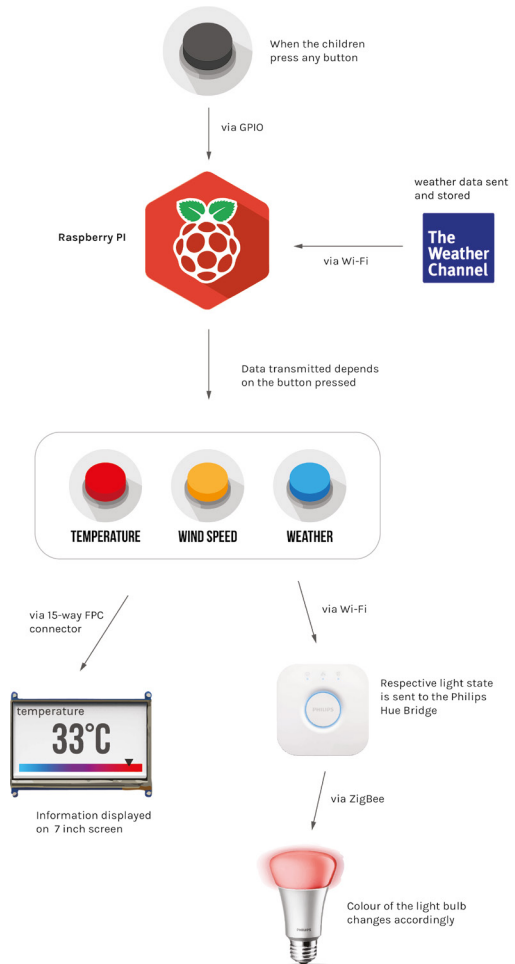 When the children
press any button
via GPIO
weather data sent
and stored
Raspberry PI
The
Weather
Channel
via Wi-Fi
Data transmitted depends
on the button pressed
TEMPERATURE
WIND SPEED
WEATHER
via 15-way FPC
connector
via Wi-Fi
Respective light state
is sent to the Philips
Hue Bridge
PHILIPS
temperature
33°C
via ZigBee
Information displayed
on 7 inch screen
Colour of the light bulb
changes accordingly
PHILIPS